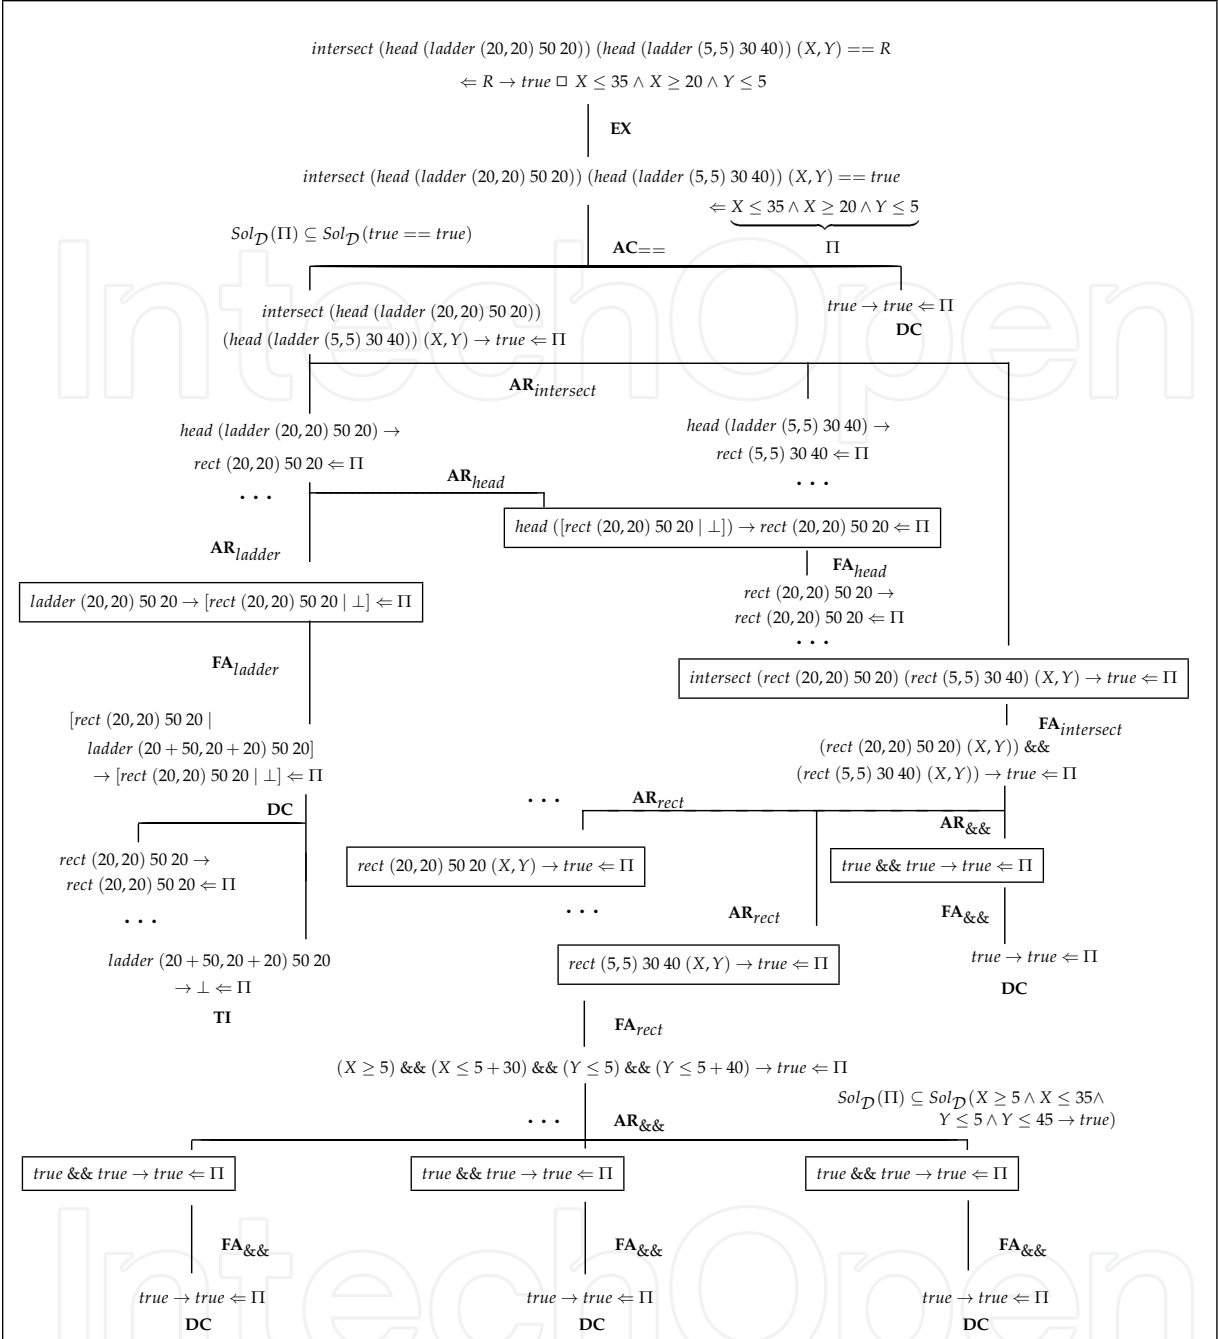 intersect (head (ladder (20,20) 50 20)) (head (ladder (5,5) 30 40)) (X,Y) == R
⇐ R → true □ X ≤ 35 ∧ X ≥ 20 ∧ Y ≤ 5
EX
intersect (head (ladder (20,20) 50 20)) (head (ladder (5,5) 30 40)) (X,Y) == true
⇐ X ≤ 35 ∧ X ≥ 20 ∧ Y ≤ 5
Π
Sol_D(Π) ⊆ Sol_D(true == true)
AC==
intersect (head (ladder (20,20) 50 20))
(head (ladder (5,5) 30 40)) (X,Y) → true ⇐ Π
true → true ⇐ Π
DC
AR_intersect
head (ladder (20,20) 50 20) →
rect (20,20) 50 20 ⇐ Π
...
head (ladder (5,5) 30 40) →
rect (5,5) 30 40 ⇐ Π
...
AR_head
head ([rect (20,20) 50 20 | ⊥]) → rect (20,20) 50 20 ⇐ Π
AR_ladder
FA_head
ladder (20,20) 50 20 → [rect (20,20) 50 20 | ⊥] ⇐ Π
rect (20,20) 50 20 →
rect (20,20) 50 20 ⇐ Π
...
FA_ladder
intersect (rect (20,20) 50 20) (rect (5,5) 30 40) (X,Y) → true ⇐ Π
FA_intersect
[rect (20,20) 50 20 |
ladder (20+50,20+20) 50 20]
→ [rect (20,20) 50 20 | ⊥] ⇐ Π
(rect (20,20) 50 20) (X,Y)) &&
(rect (5,5) 30 40) (X,Y)) → true ⇐ Π
DC
...
AR_rect
AR_&&
rect (20,20) 50 20 →
rect (20,20) 50 20 ⇐ Π
...
rect (20,20) 50 20 (X,Y) → true ⇐ Π
true && true → true ⇐ Π
...
AR_rect
FA_&&
ladder (20+50,20+20) 50 20
→ ⊥ ⇐ Π
TI
rect (5,5) 30 40 (X,Y) → true ⇐ Π
true → true ⇐ Π
DC
FA_rect
(X ≥ 5) && (X ≤ 5+30) && (Y ≤ 5) && (Y ≤ 5+40) → true ⇐ Π
Sol_D(Π) ⊆ Sol_D(X ≥ 5 ∧ X ≤ 35∧
Y ≤ 5 ∧ Y ≤ 45 → true)
...
AR_&&
true && true → true ⇐ Π
true && true → true ⇐ Π
true && true → true ⇐ Π
FA_&&
FA_&&
FA_&&
true → true ⇐ Π
true → true ⇐ Π
true → true ⇐ Π
DC
DC
DC
IntechOpen
IntechOpen